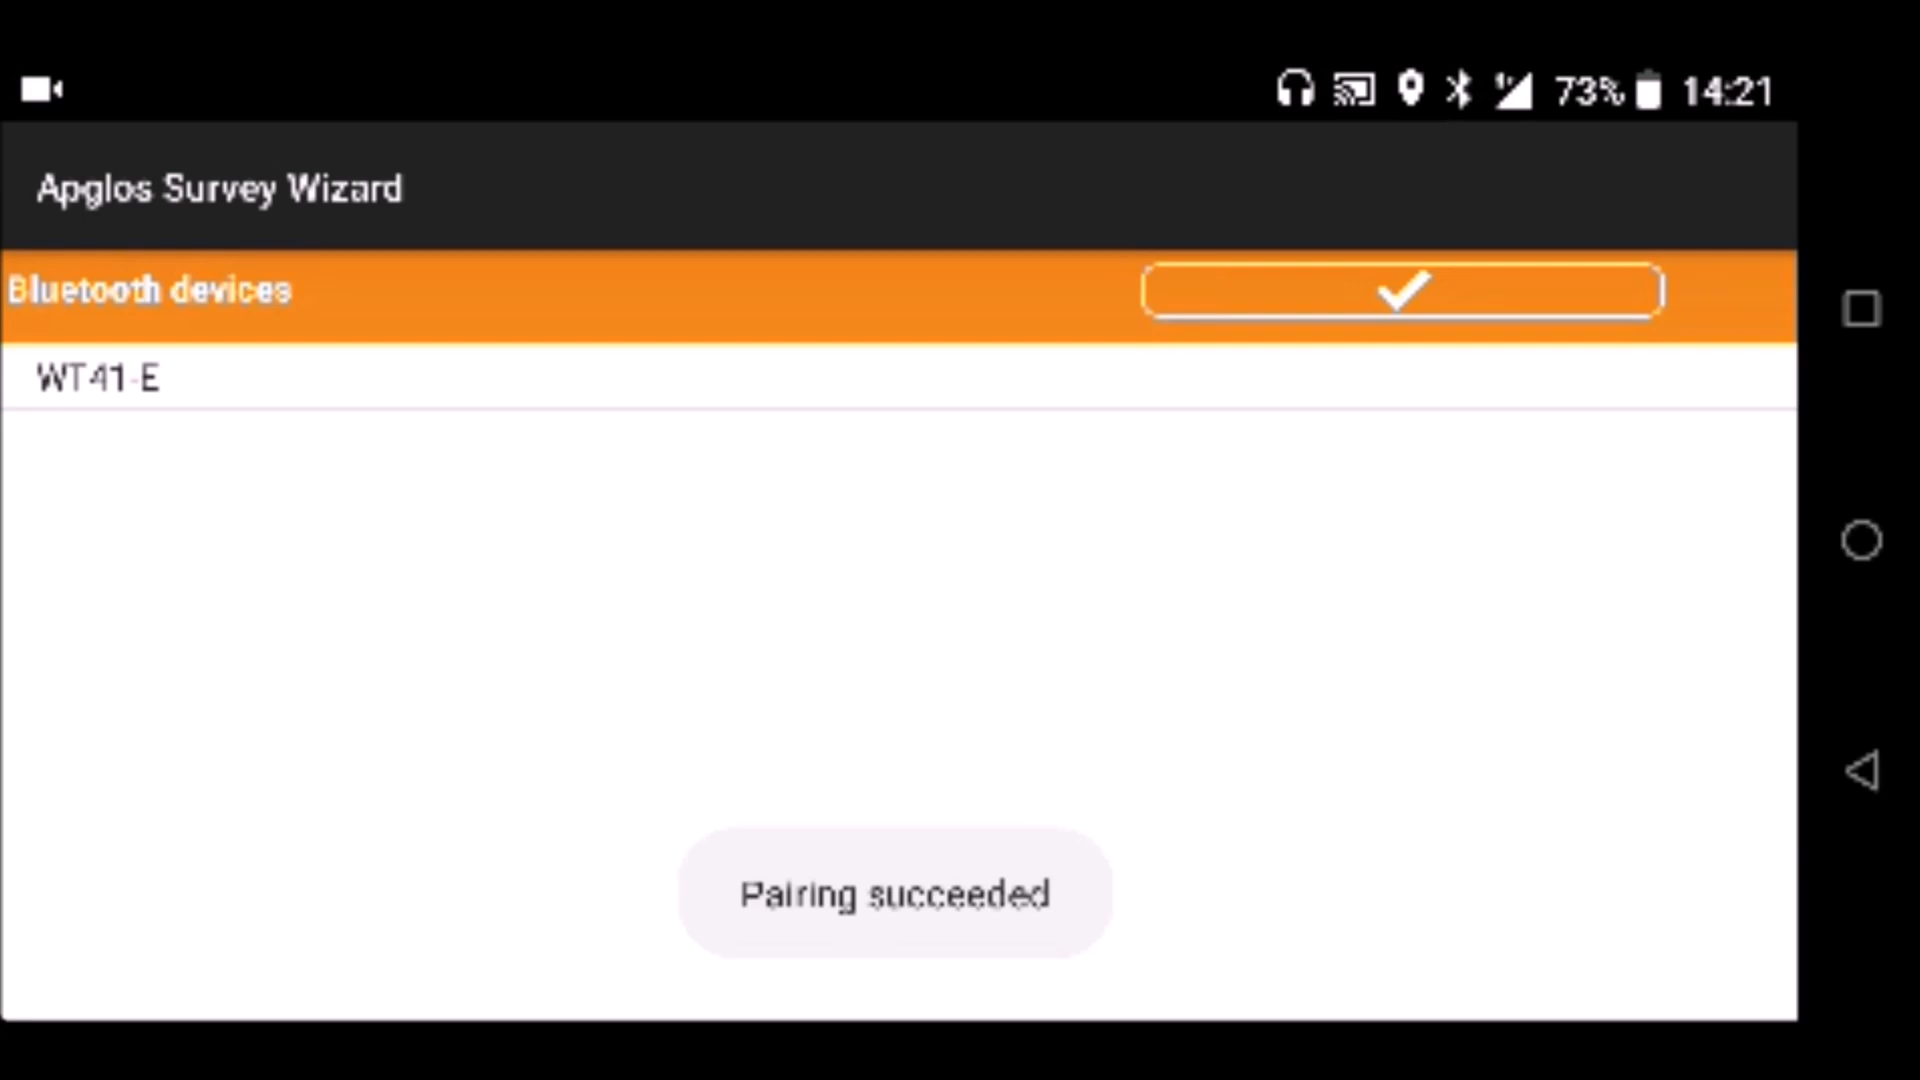 73% 14:21
Apglos Survey Wizard
Bluetooth devices
WT41-E
Pairing succeeded